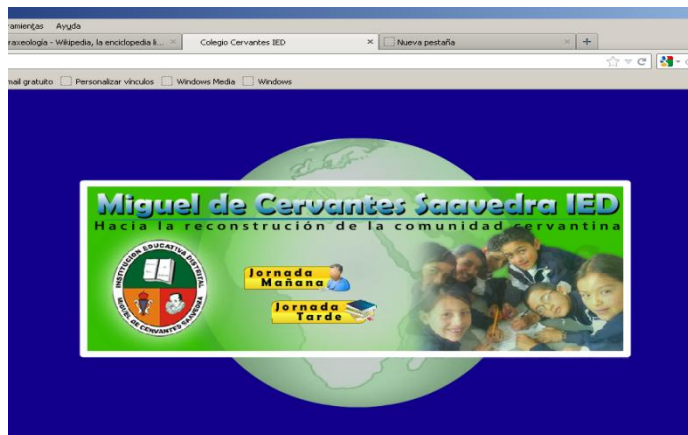 ramientas Ayuda
raxeología - Wikipedia, la enciclopedia li... × Colegio Cervantes IED × Nueva pestaña × +
mail gratuito Personalizar vínculos Windows Media Windows
Miguel de Cervantes Saavedra IED
Hacia la reconstrución de la comunidad cervantina
INSTITUCION EDUCATIVA DISTRITAL
MIGUEL DE CERVANTES SAAVEDRA
Jornada
Mañana
Jornada
Tarde